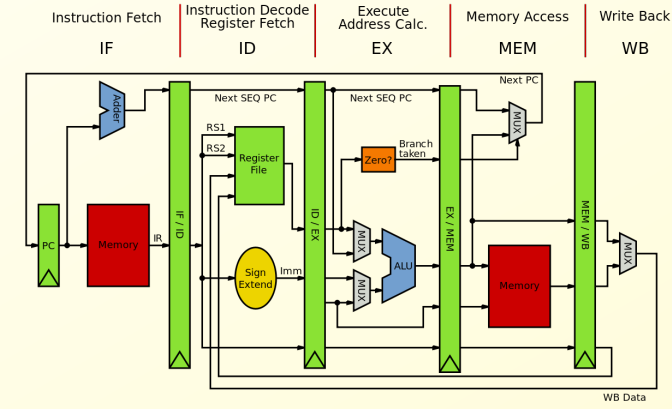 Instruction Fetch
Instruction Decode
Register Fetch
Execute
Address Calc.
Memory Access
Write Back
IF
ID
EX
MEM
WB
Next PC
Adder
Next SEQ PC
Next SEQ PC
MUX
RS1
RS2
Register
File
Branch
taken
Zero?
IF / ID
ID / EX
EX / MEM
MEM / WB
PC
Memory
IR
MUX
ALU
MUX
Sign
Extend
Imm
MUX
Memory
WB Data